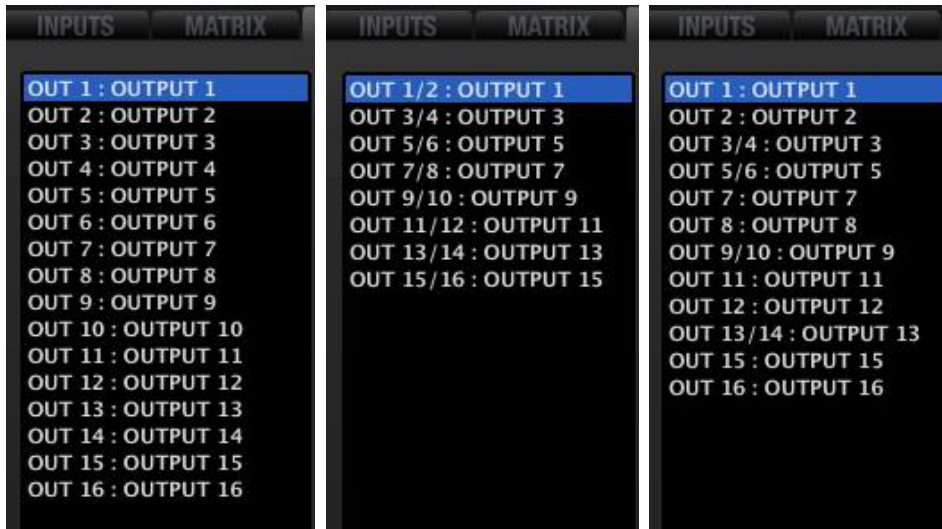 INPUTS MATRIX
OUT 1 : OUTPUT 1
OUT 2 : OUTPUT 2
OUT 3 : OUTPUT 3
OUT 4 : OUTPUT 4
OUT 5 : OUTPUT 5
OUT 6 : OUTPUT 6
OUT 7 : OUTPUT 7
OUT 8 : OUTPUT 8
OUT 9 : OUTPUT 9
OUT 10 : OUTPUT 10
OUT 11 : OUTPUT 11
OUT 12 : OUTPUT 12
OUT 13 : OUTPUT 13
OUT 14 : OUTPUT 14
OUT 15 : OUTPUT 15
OUT 16 : OUTPUT 16
INPUTS MATRIX
OUT 1/2 : OUTPUT 1
OUT 3/4 : OUTPUT 3
OUT 5/6 : OUTPUT 5
OUT 7/8 : OUTPUT 7
OUT 9/10 : OUTPUT 9
OUT 11/12 : OUTPUT 11
OUT 13/14 : OUTPUT 13
OUT 15/16 : OUTPUT 15
INPUTS MATRIX
OUT 1 : OUTPUT 1
OUT 2 : OUTPUT 2
OUT 3/4 : OUTPUT 3
OUT 5/6 : OUTPUT 5
OUT 7 : OUTPUT 7
OUT 8 : OUTPUT 8
OUT 9/10 : OUTPUT 9
OUT 11 : OUTPUT 11
OUT 12 : OUTPUT 12
OUT 13/14 : OUTPUT 13
OUT 15 : OUTPUT 15
OUT 16 : OUTPUT 16